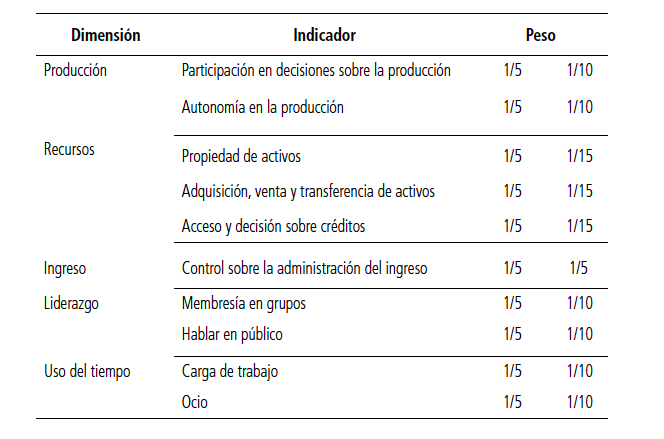 Dimensión Indicador Peso
Producción Participación en decisiones sobre la producción 1/5 1/10
Autonomía en la producción 1/5 1/10
Recursos
Propiedad de activos 1/5 1/15
Adquisición, venta y transferencia de activos 1/5 1/15
Acceso y decisión sobre créditos 1/5 1/15
Ingreso Control sobre la administración del ingreso 1/5 1/5
Liderazgo Membresía en grupos 1/5 1/10
Hablar en público 1/5 1/10
Uso del tiempo Carga de trabajo 1/5 1/10
Ocio 1/5 1/10